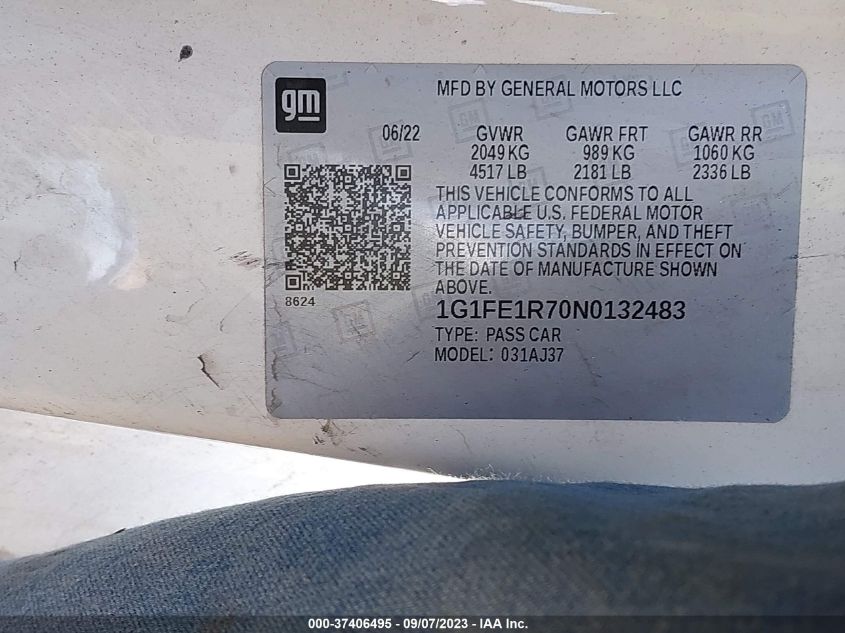 gm
MFD BY GENERAL MOTORS LLC
06/22 GVWR GAWR FRT GAWR RR
2049 KG 989 KG 1060 KG
4517 LB 2181 LB 2336 LB
THIS VEHICLE CONFORMS TO ALL
APPLICABLE U.S. FEDERAL MOTOR
VEHICLE SAFETY, BUMPER, AND THEFT
PREVENTION STANDARDS IN EFFECT ON
THE DATE OF MANUFACTURE SHOWN
ABOVE.
8624
1G1FE1R70N0132483
TYPE: PASS CAR
MODEL: 031AJ37
000-37406495 - 09/07/2023 - IAA Inc.